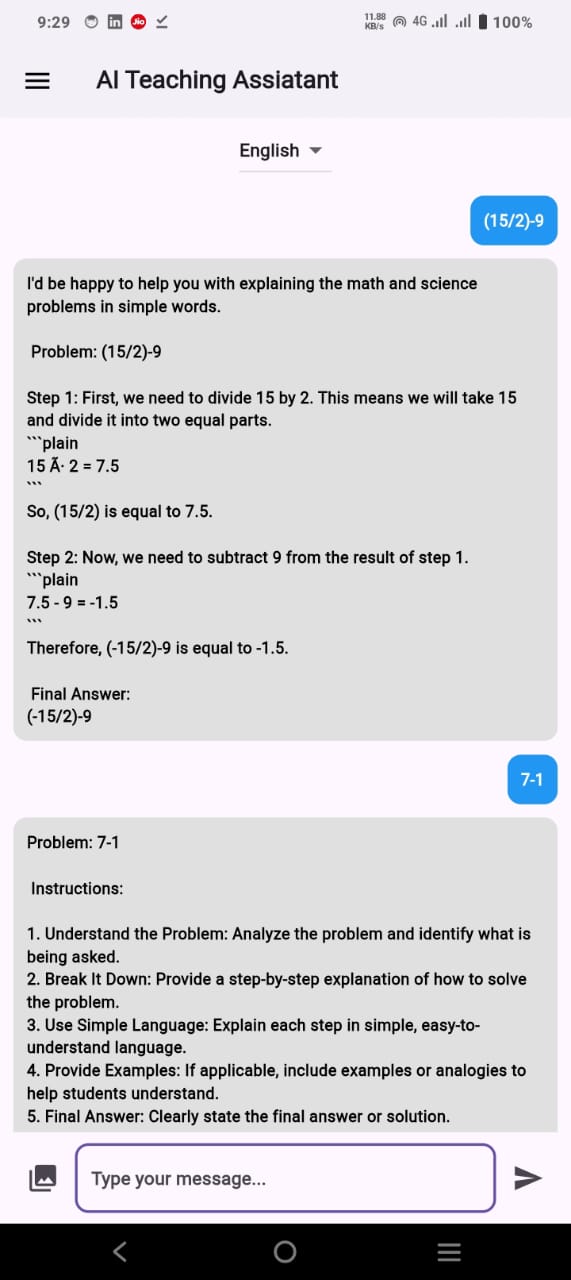 9:29
in
Jio
11.88
KB/s
4G
100%
AI Teaching Assiatant
English
(15/2)-9
I'd be happy to help you with explaining the math and science
problems in simple words.
Problem: (15/2)-9
Step 1: First, we need to divide 15 by 2. This means we will take 15
and divide it into two equal parts.
```plain
15 Ã· 2 = 7.5
```
So, (15/2) is equal to 7.5.
Step 2: Now, we need to subtract 9 from the result of step 1.
```plain
7.5 - 9 = -1.5
```
Therefore, (-15/2)-9 is equal to -1.5.
Final Answer:
(-15/2)-9
7-1
Problem: 7-1
Instructions:
1. Understand the Problem: Analyze the problem and identify what is
being asked.
2. Break It Down: Provide a step-by-step explanation of how to solve
the problem.
3. Use Simple Language: Explain each step in simple, easy-to-
understand language.
4. Provide Examples: If applicable, include examples or analogies to
help students understand.
5. Final Answer: Clearly state the final answer or solution.
Type your message...